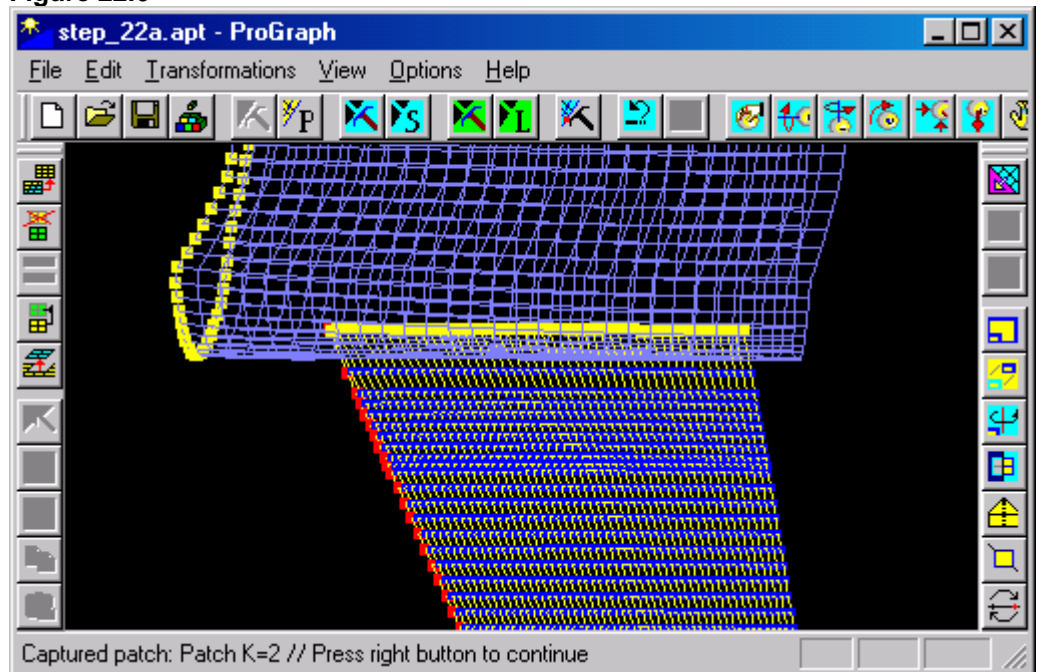 step_22a.apt - ProGraph
File Edit Transformations View Options Help
P S L
Captured patch: Patch K=2 // Press right button to continue